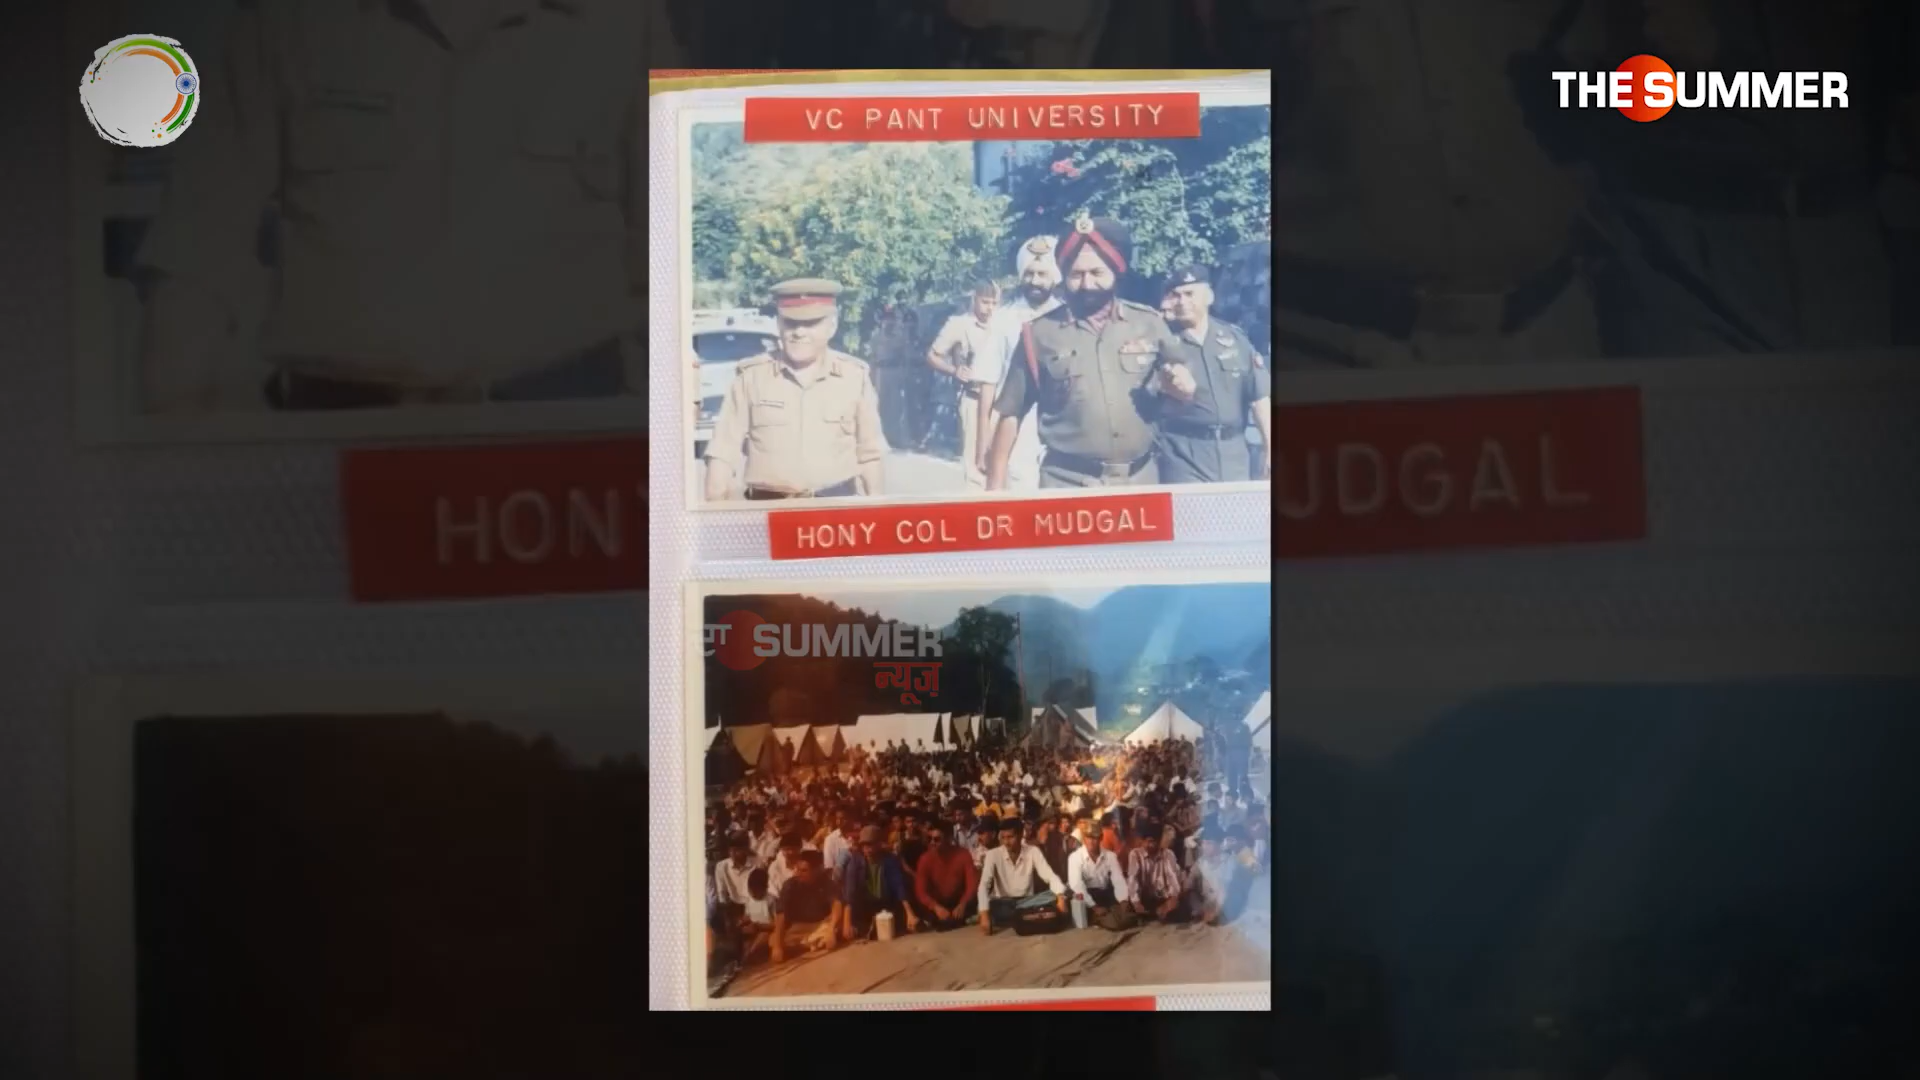 THE SUMMER
VC PANT UNIVERSITY
HONY COL DR MUDGAL
दा SUMMER
न्यूज़
HONY
UDGAL